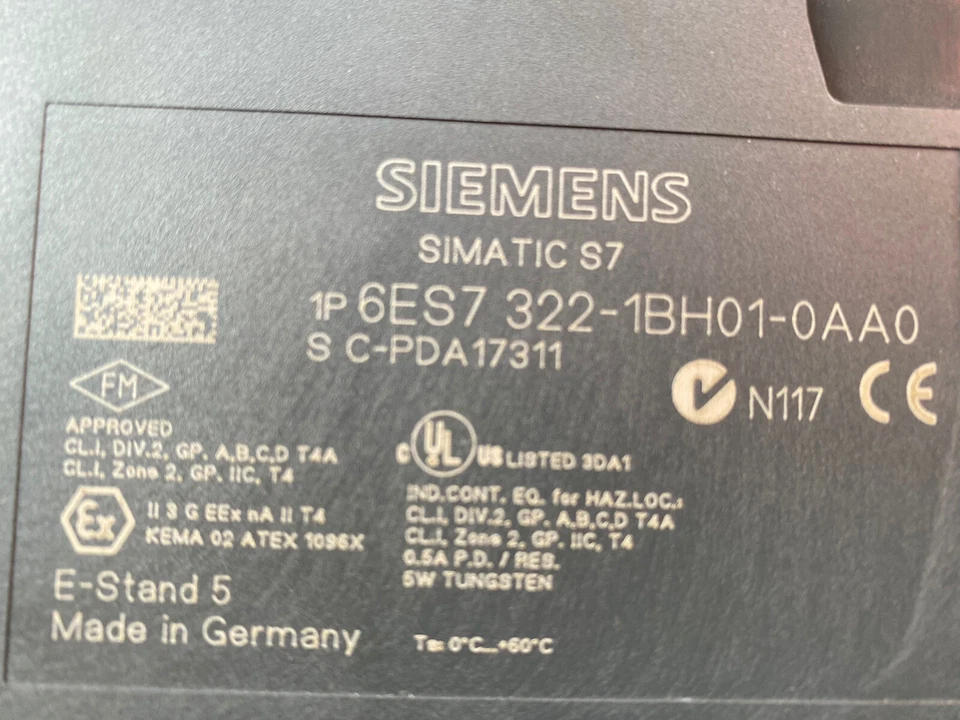 SIEMENS
SIMATIC S7
1P 6ES7 322-1BH01-0AA0
S C-PDA17311
FM
N117 CE
APPROVED
CL.I, DIV.2, GP. A,B,C,D T4A
CL.I, Zone 2, GP. IIC, T4
c UL US LISTED 3DA1
IND.CONT. EQ. for HAZ.LOC.:
CL.I, DIV.2, GP. A,B,C,D T4A
CL.I, Zone 2, GP. IIC, T4
0.5A P.D. / RES.
5W TUNGSTEN
Ex II 3 G EEx nA II T4
KEMA 02 ATEX 1096X
E-Stand 5
Made in Germany
Ta: 0°C...+60°C